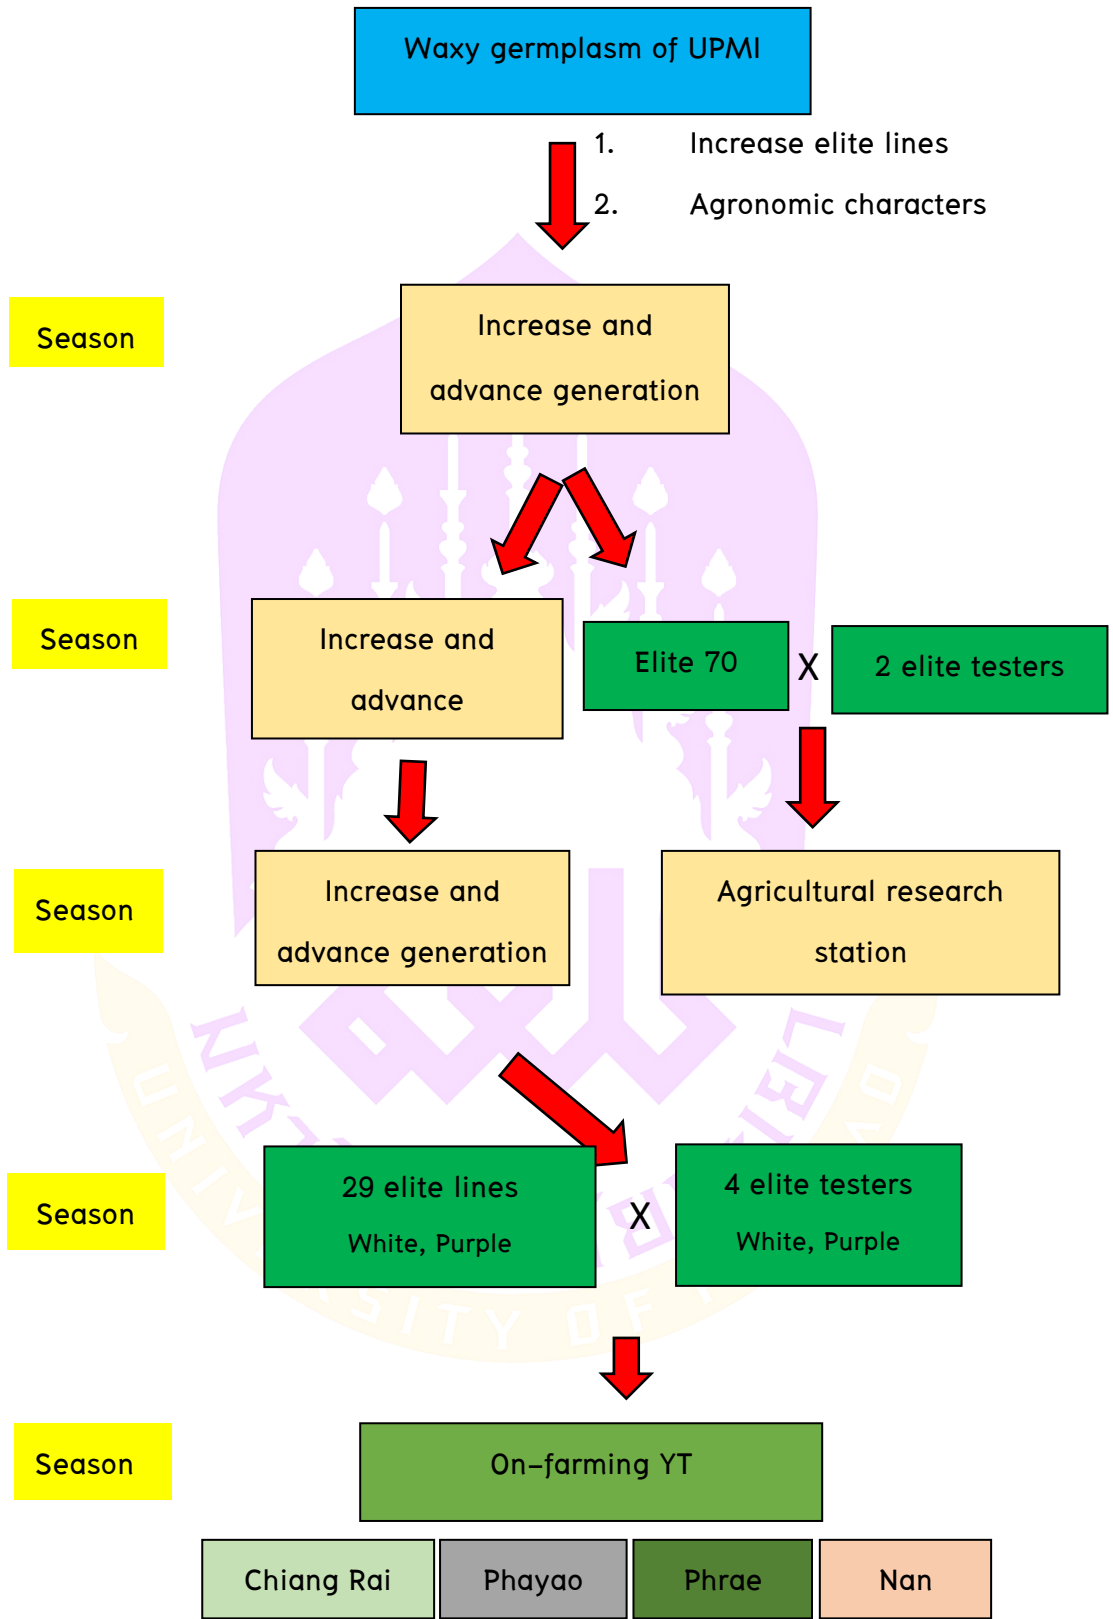 Waxy germplasm of UPMI
1. Increase elite lines
2. Agronomic characters
Season
Increase and
advance generation
Season
Increase and
advance
Elite 70
X
2 elite testers
Season
Increase and
advance generation
Agricultural research
station
Season
29 elite lines
White, Purple
X
4 elite testers
White, Purple
Season
On-farming YT
Chiang Rai
Phayao
Phrae
Nan